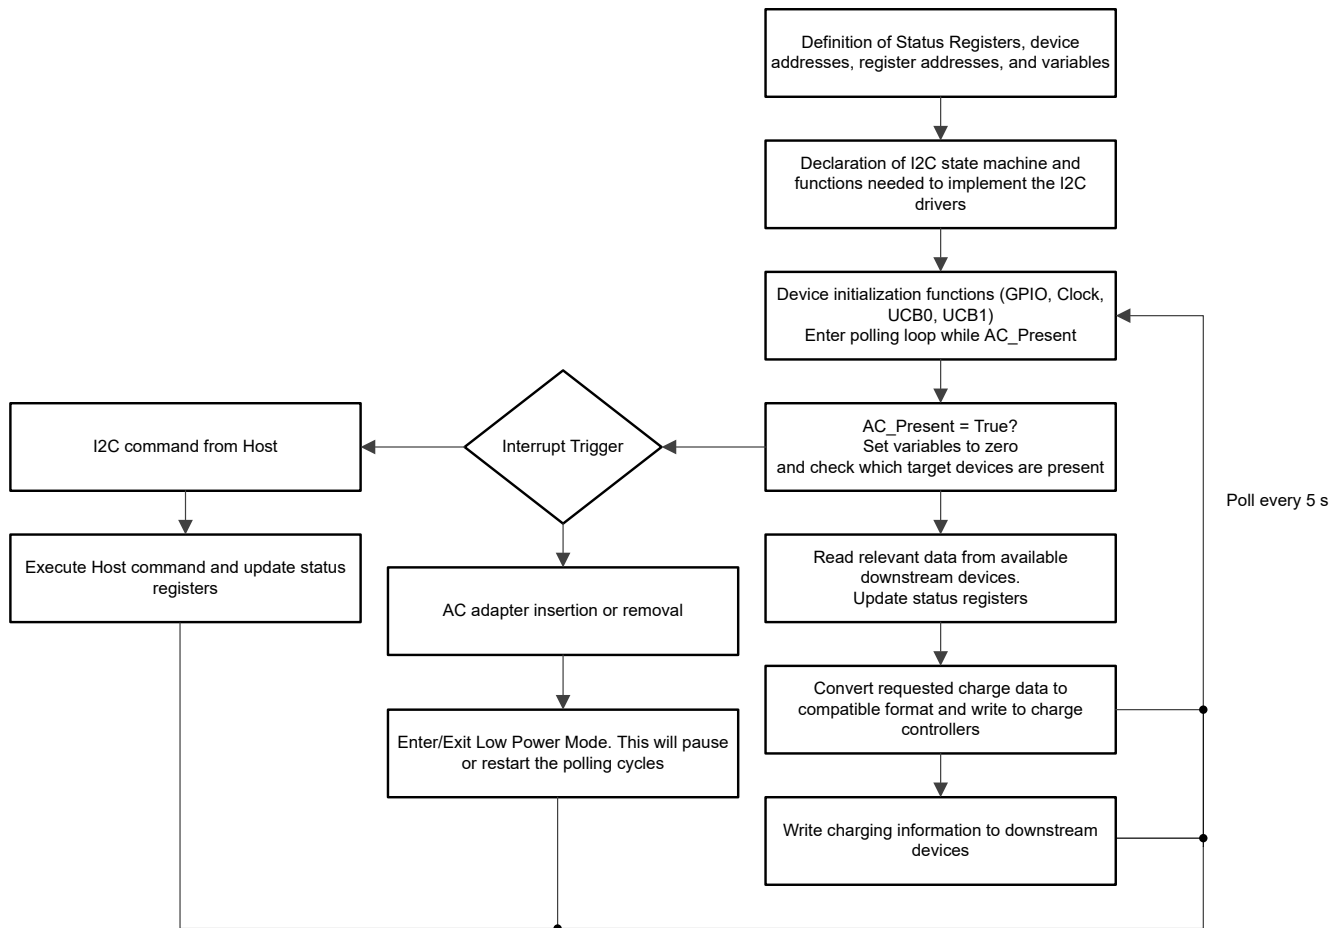 Definition of Status Registers, device
addresses, register addresses, and variables
Declaration of I2C state machine and
functions needed to implement the I2C
drivers
Device initialization functions (GPIO, Clock,
UCB0, UCB1)
Enter polling loop while AC_Present
AC_Present = True?
Set variables to zero
and check which target devices are present
Interrupt Trigger
I2C command from Host
Poll every 5 s
Execute Host command and update status
registers
Read relevant data from available
downstream devices.
Update status registers
AC adapter insertion or removal
Convert requested charge data to
compatible format and write to charge
controllers
Enter/Exit Low Power Mode. This will pause
or restart the polling cycles
Write charging information to downstream
devices